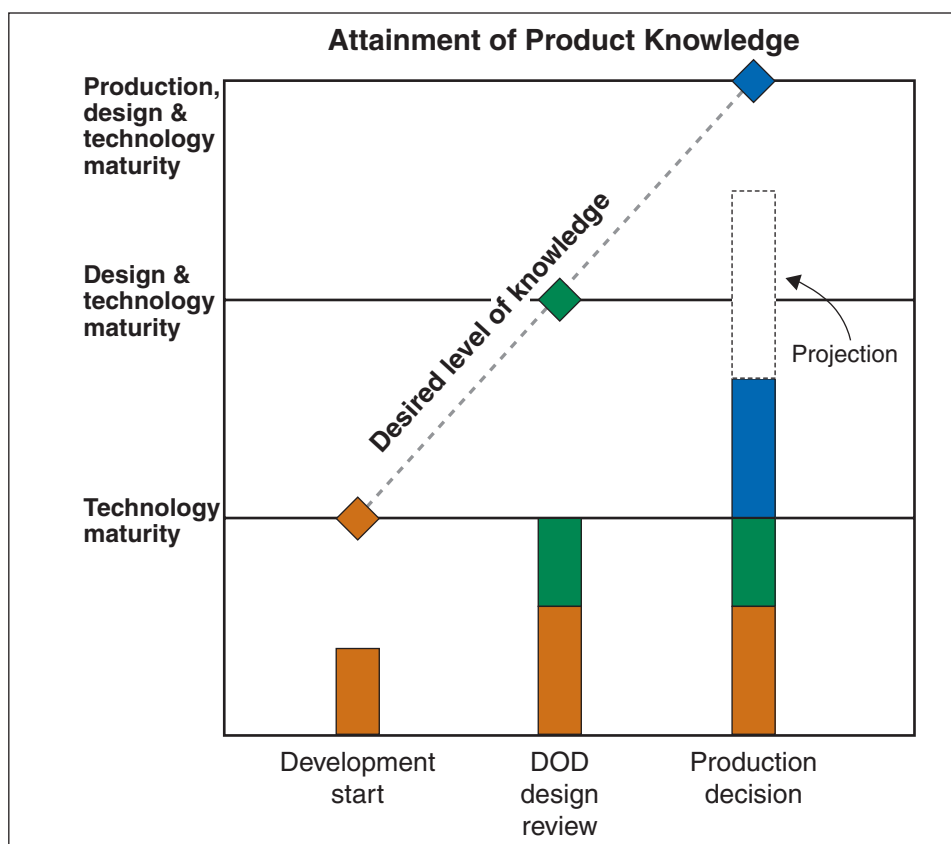 Attainment of Product Knowledge
Production,
design &
technology
maturity
Design &
technology
maturity
Technology
maturity
Desired level of knowledge
Projection
Development
start
DOD
design
review
Production
decision